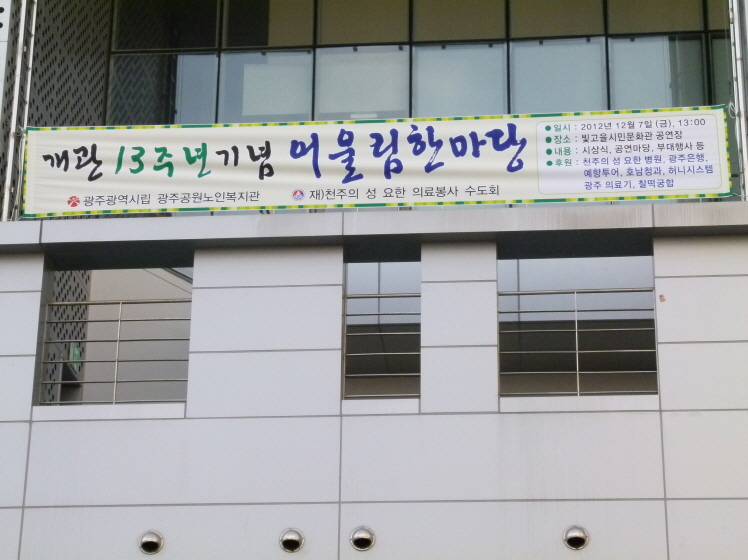 개관 13주년기념 어울림한마당
● 일시 : 2012년 12월 7일 (금), 13:00
● 장소 : 빛고을시민문화관 공연장
● 내용 : 시상식, 공연마당, 부대행사 등
● 후원 : 천주의 성 요한 병원, 광주은행,
예향투어, 호남청과, 허니시스템
광주 의료기, 찰떡궁합
광주광역시립 광주공원노인복지관 재)천주의 성 요한 의료봉사 수도회